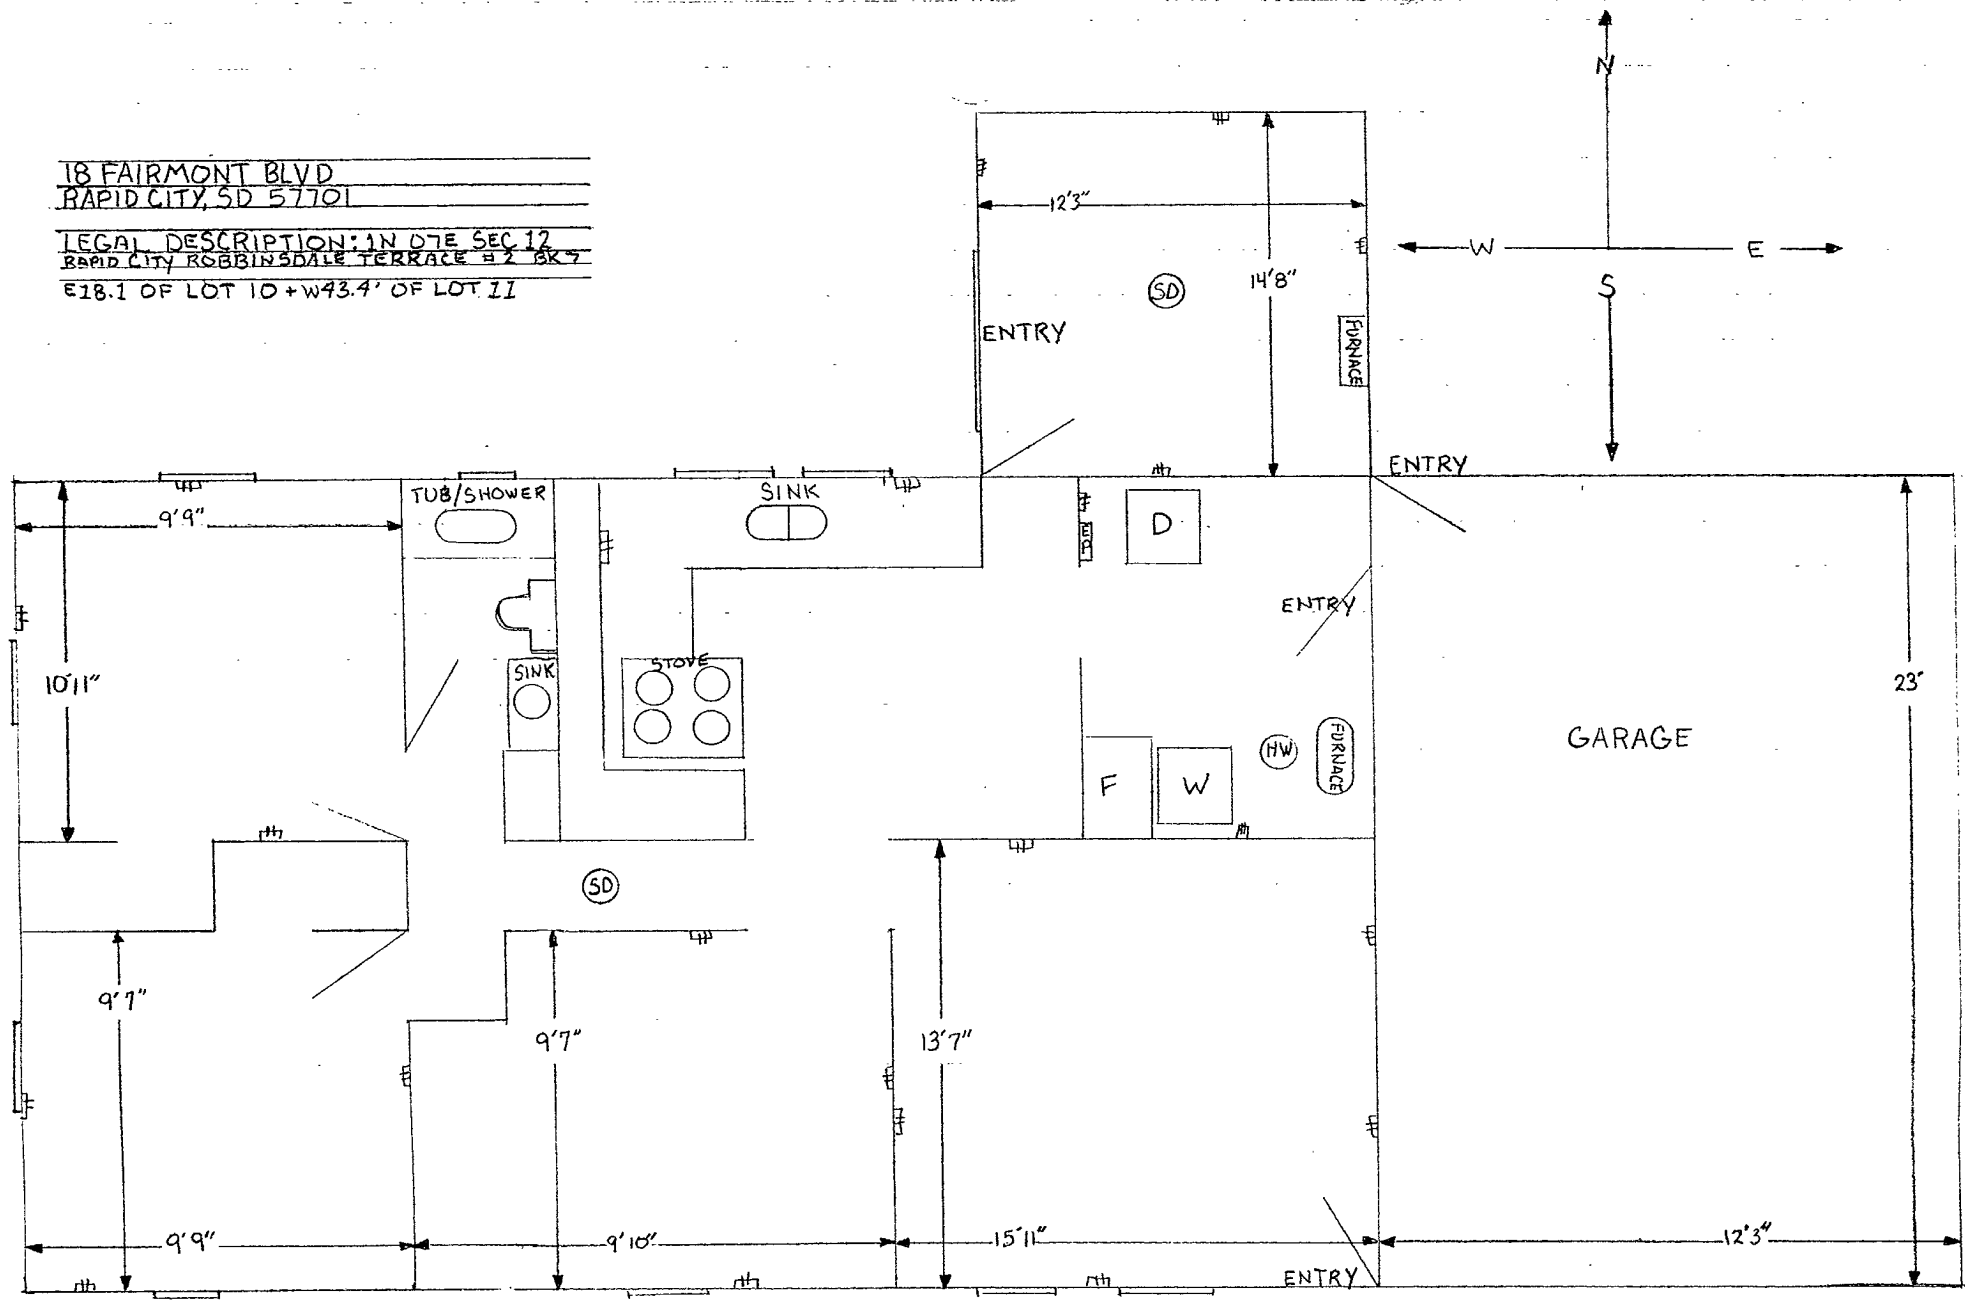 18 FAIRMONT BLVD
RAPID CITY, SD 57701
LEGAL DESCRIPTION: 1N 07E SEC 12
RAPID CITY ROBBINSDALE TERRACE #2 BK 7
E18.1 OF LOT 10 + W43.4' OF LOT 11
N
W
E
S
12'3"
14'8"
SD
ENTRY
FURNACE
ENTRY
TUB/SHOWER
SINK
9'9"
D
EP
ENTRY
10'11"
SINK
STOVE
23'
GARAGE
F
W
HW
FURNACE
SD
9'7"
9'7"
13'7"
9'9"
9'10"
15'11"
12'3"
ENTRY